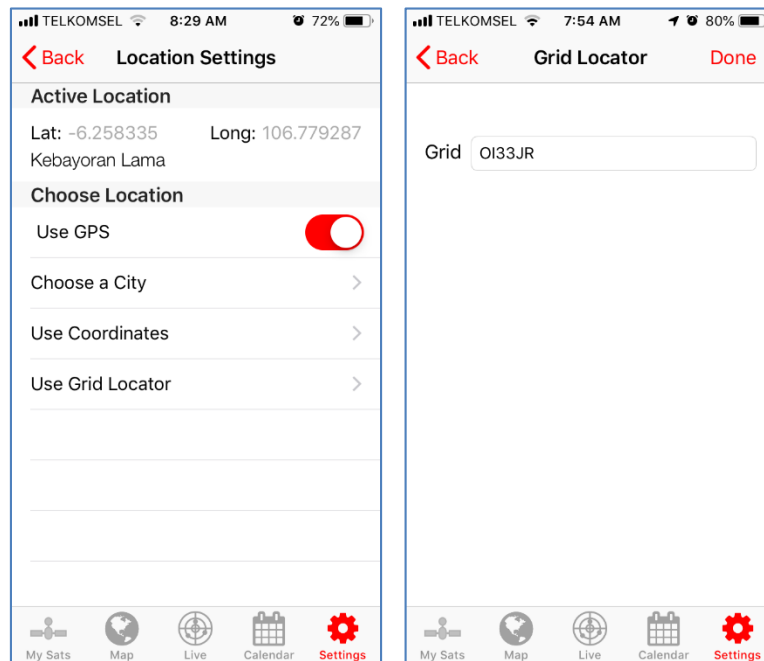 TELKOMSEL 8:29 AM 72%
Back Location Settings
Active Location
Lat: -6.258335 Long: 106.779287
Kebayoran Lama
Choose Location
Use GPS
Choose a City
Use Coordinates
Use Grid Locator
My Sats Map Live Calendar Settings
TELKOMSEL 7:54 AM 80%
Back Grid Locator Done
Grid OI33JR
My Sats Map Live Calendar Settings